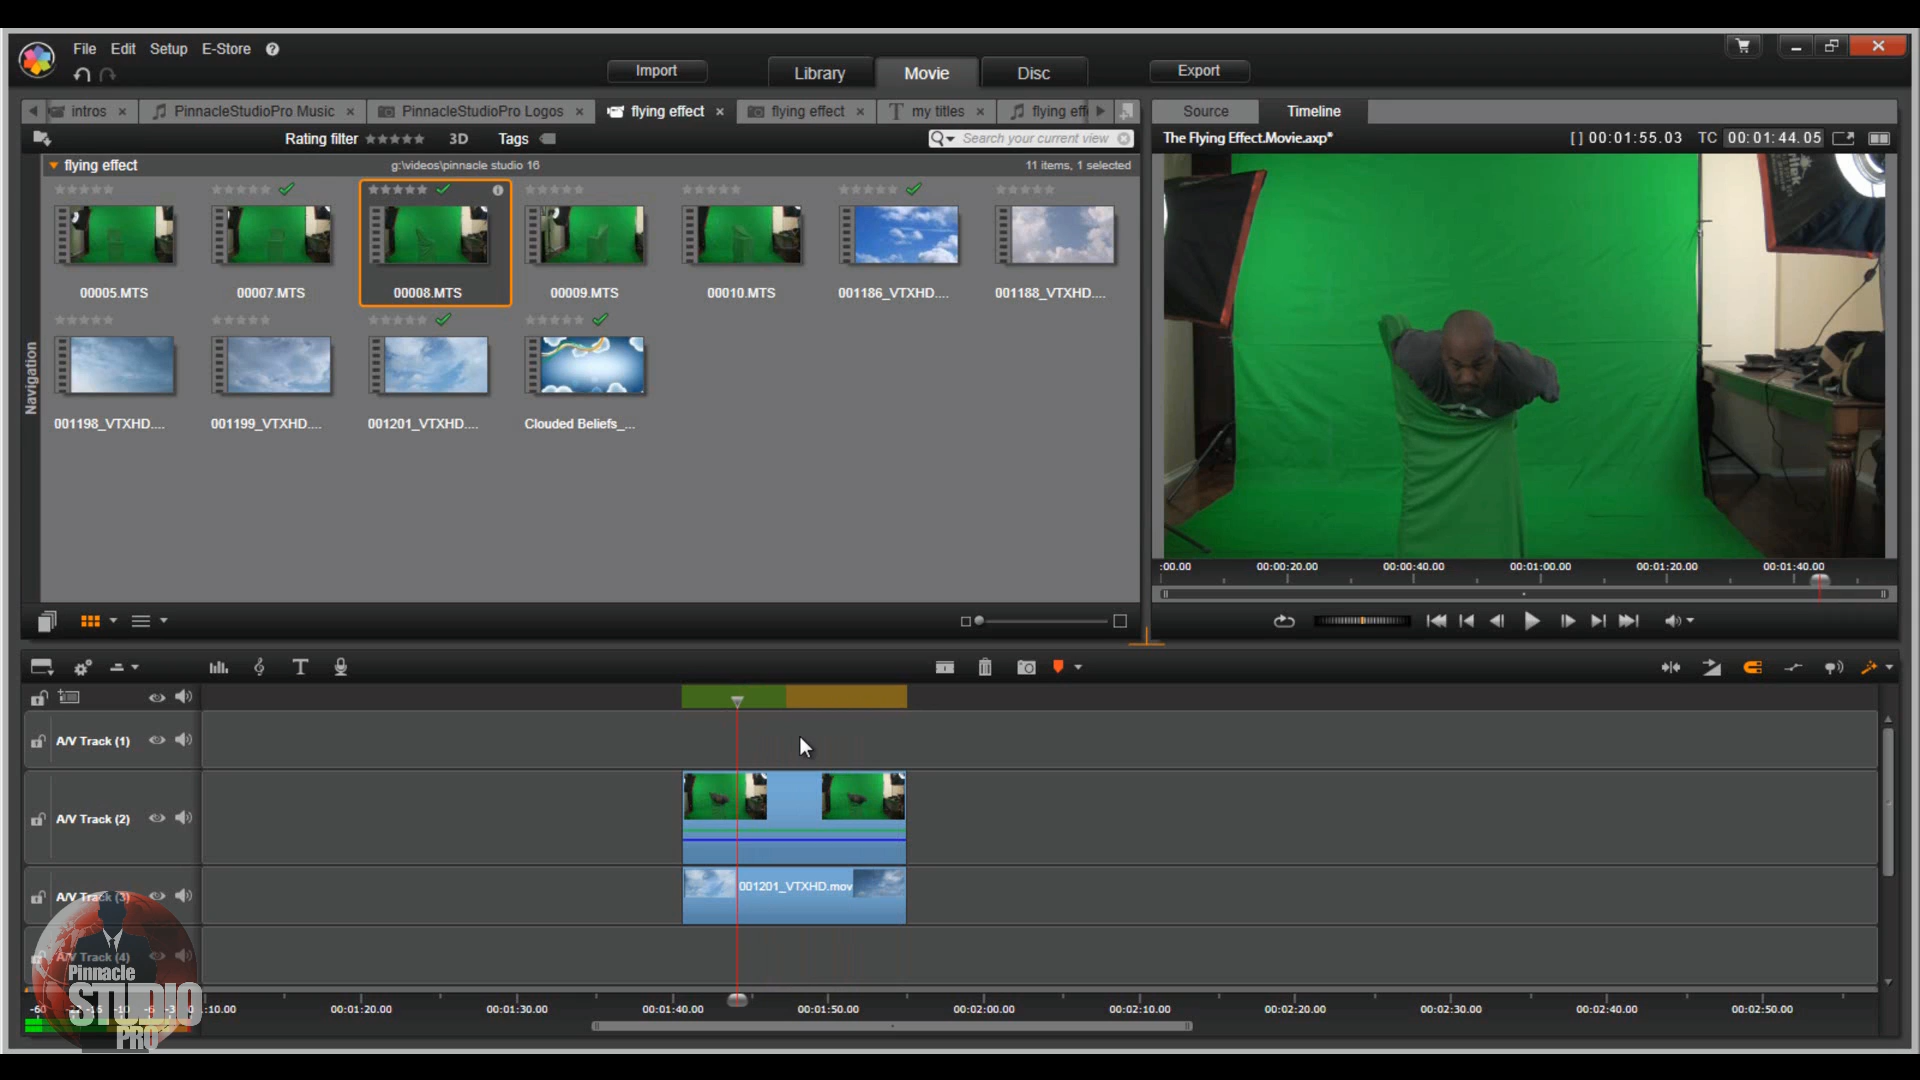 File Edit Setup E-Store ?
Import Library Movie Disc Export
intros × PinnacleStudioPro Music × PinnacleStudioPro Logos × flying effect × flying effect × my titles × flying eff
Source Timeline
Rating filter 3D Tags Search your current view
The Flying Effect.Movie.axp* [ ] 00:01:55.03 TC 00:01:44.05
flying effect g:\videos\pinnacle studio 16 11 items, 1 selected
00005.MTS 00007.MTS 00008.MTS 00009.MTS 00010.MTS 001186_VTXHD.... 001188_VTXHD....
Navigation
001198_VTXHD.... 001199_VTXHD.... 001201_VTXHD.... Clouded Beliefs_...
:00.00 00:00:20.00 00:00:40.00 00:01:00.00 00:01:20.00 00:01:40.00
A/V Track (1)
A/V Track (2)
A/V Track (3) 001201_VTXHD.mov
A/V Track (4)
Pinnacle
STUDIO
PRO
-60 -22 -16 -10 -6 -3 0
:10.00 00:01:20.00 00:01:30.00 00:01:40.00 00:01:50.00 00:02:00.00 00:02:10.00 00:02:20.00 00:02:30.00 00:02:40.00 00:02:50.00